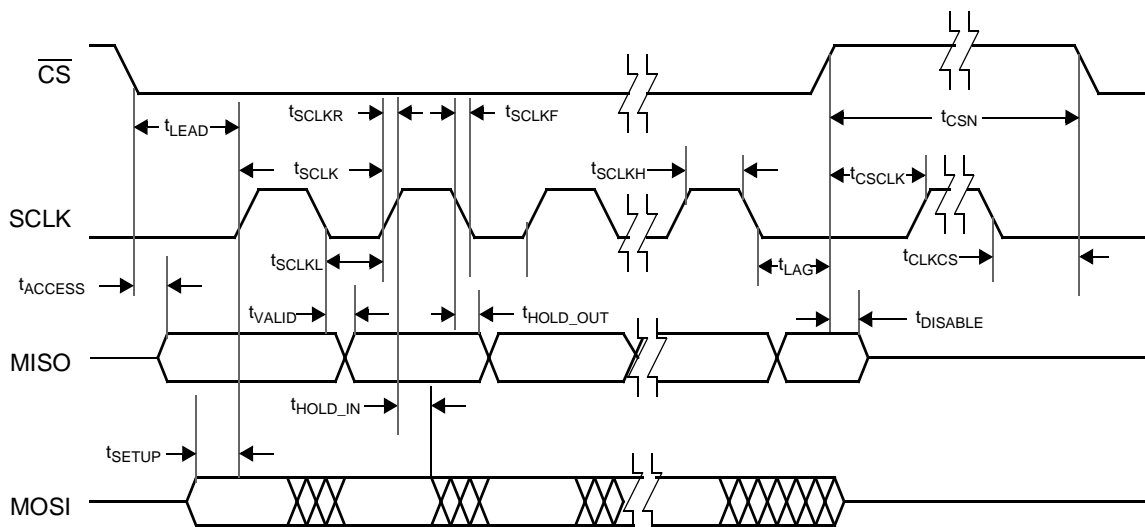 CS
tSCLKR
tSCLKF
tLEAD
tCSN
tSCLK
tSCLKH
tCSCLK
SCLK
tSCLKL
tLAG
tCLKCS
tACCESS
tVALID
tHOLD_OUT
tDISABLE
MISO
tHOLD_IN
tSETUP
MOSI